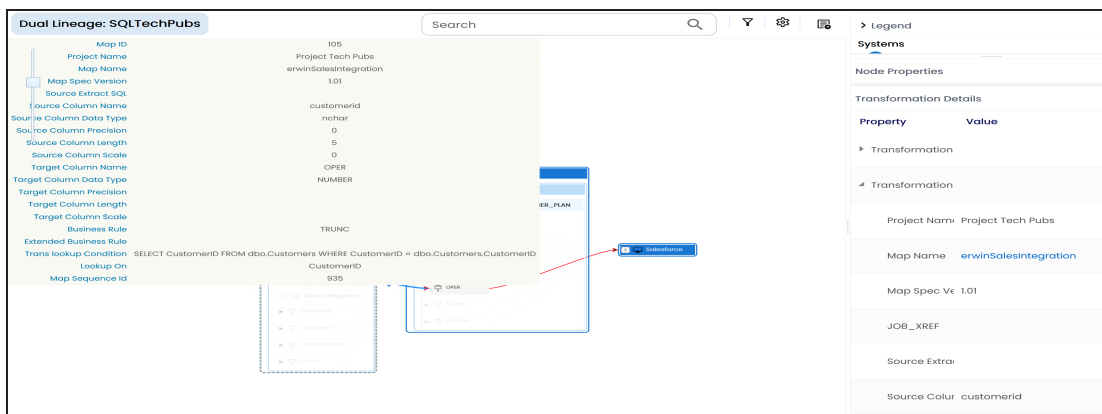 Dual Lineage: SQLTechPubs
Search
Map ID 105
Project Name Project Tech Pubs
Map Name erwinSalesIntegration
Map Spec Version 1.01
Source Extract SQL
Source Column Name customerid
Source Column Data Type nchar
Source Column Precision 0
Source Column Length 5
Source Column Scale 0
Target Column Name OPER
Target Column Data Type NUMBER
Target Column Precision
Target Column Length
Target Column Scale
Business Rule TRUNC
Extended Business Rule
Trans lookup Condition SELECT CustomerID FROM dbo.Customers WHERE CustomerID = dbo.Customers.CustomerID
Lookup On CustomerID
Map Sequence Id 935
ER_PLAN
Salesforce
OPER
Legend
Systems
Node Properties
Transformation Details
Property Value
Transformation
Transformation
Project Nam Project Tech Pubs
Map Name erwinSalesIntegration
Map Spec Ve 1.01
JOB_XREF
Source Extra
Source Colur customerid